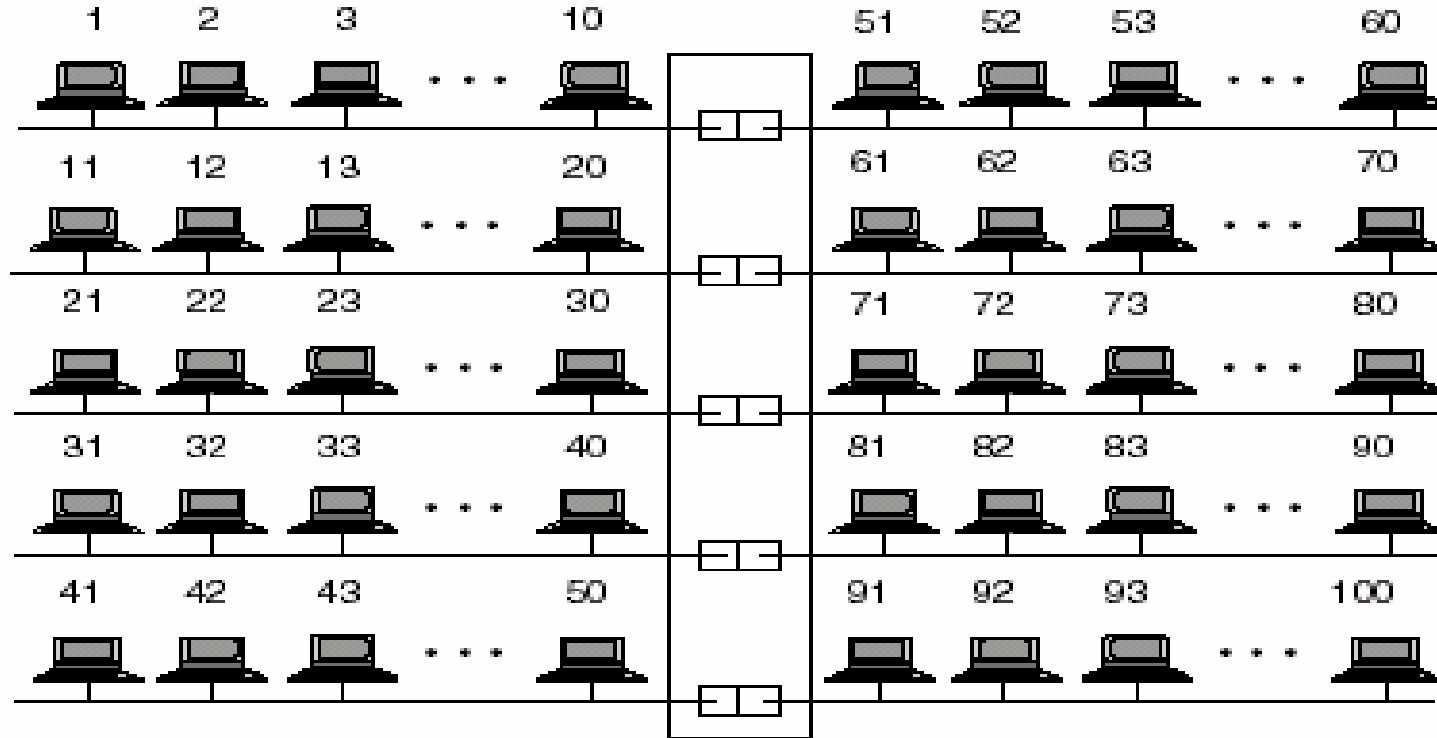 1 2 3 . . . 10 51 52 53 . . . 60
11 12 13 . . . 20 61 62 63 . . . 70
21 22 23 . . . 30 71 72 73 . . . 80
31 32 33 . . . 40 81 82 83 . . . 90
41 42 43 . . . 50 91 92 93 . . . 100